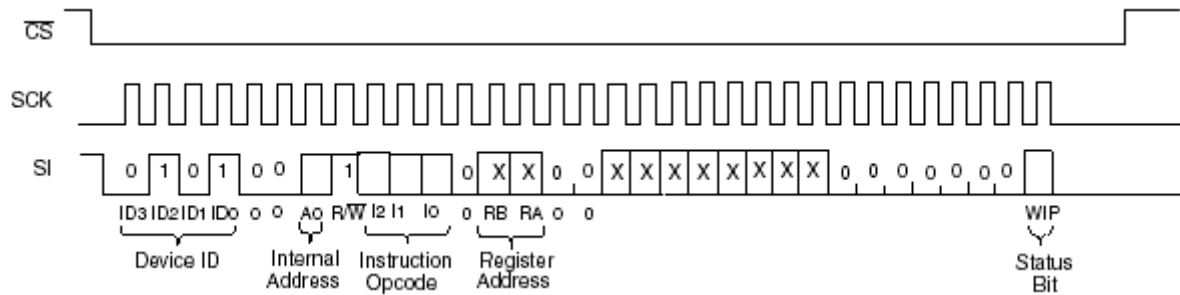 CS
SCK
SI 0 1 0 1 0 0 1 0 X X 0 0 X X X X X X X X 0 0 0 0 0 0 0
ID3 ID2 ID1 ID0 0 0 A0 R/W I2 I1 I0 0 RB RA 0 0 WIP
Device ID Internal Instruction Register Status
Address Opcode Address Bit